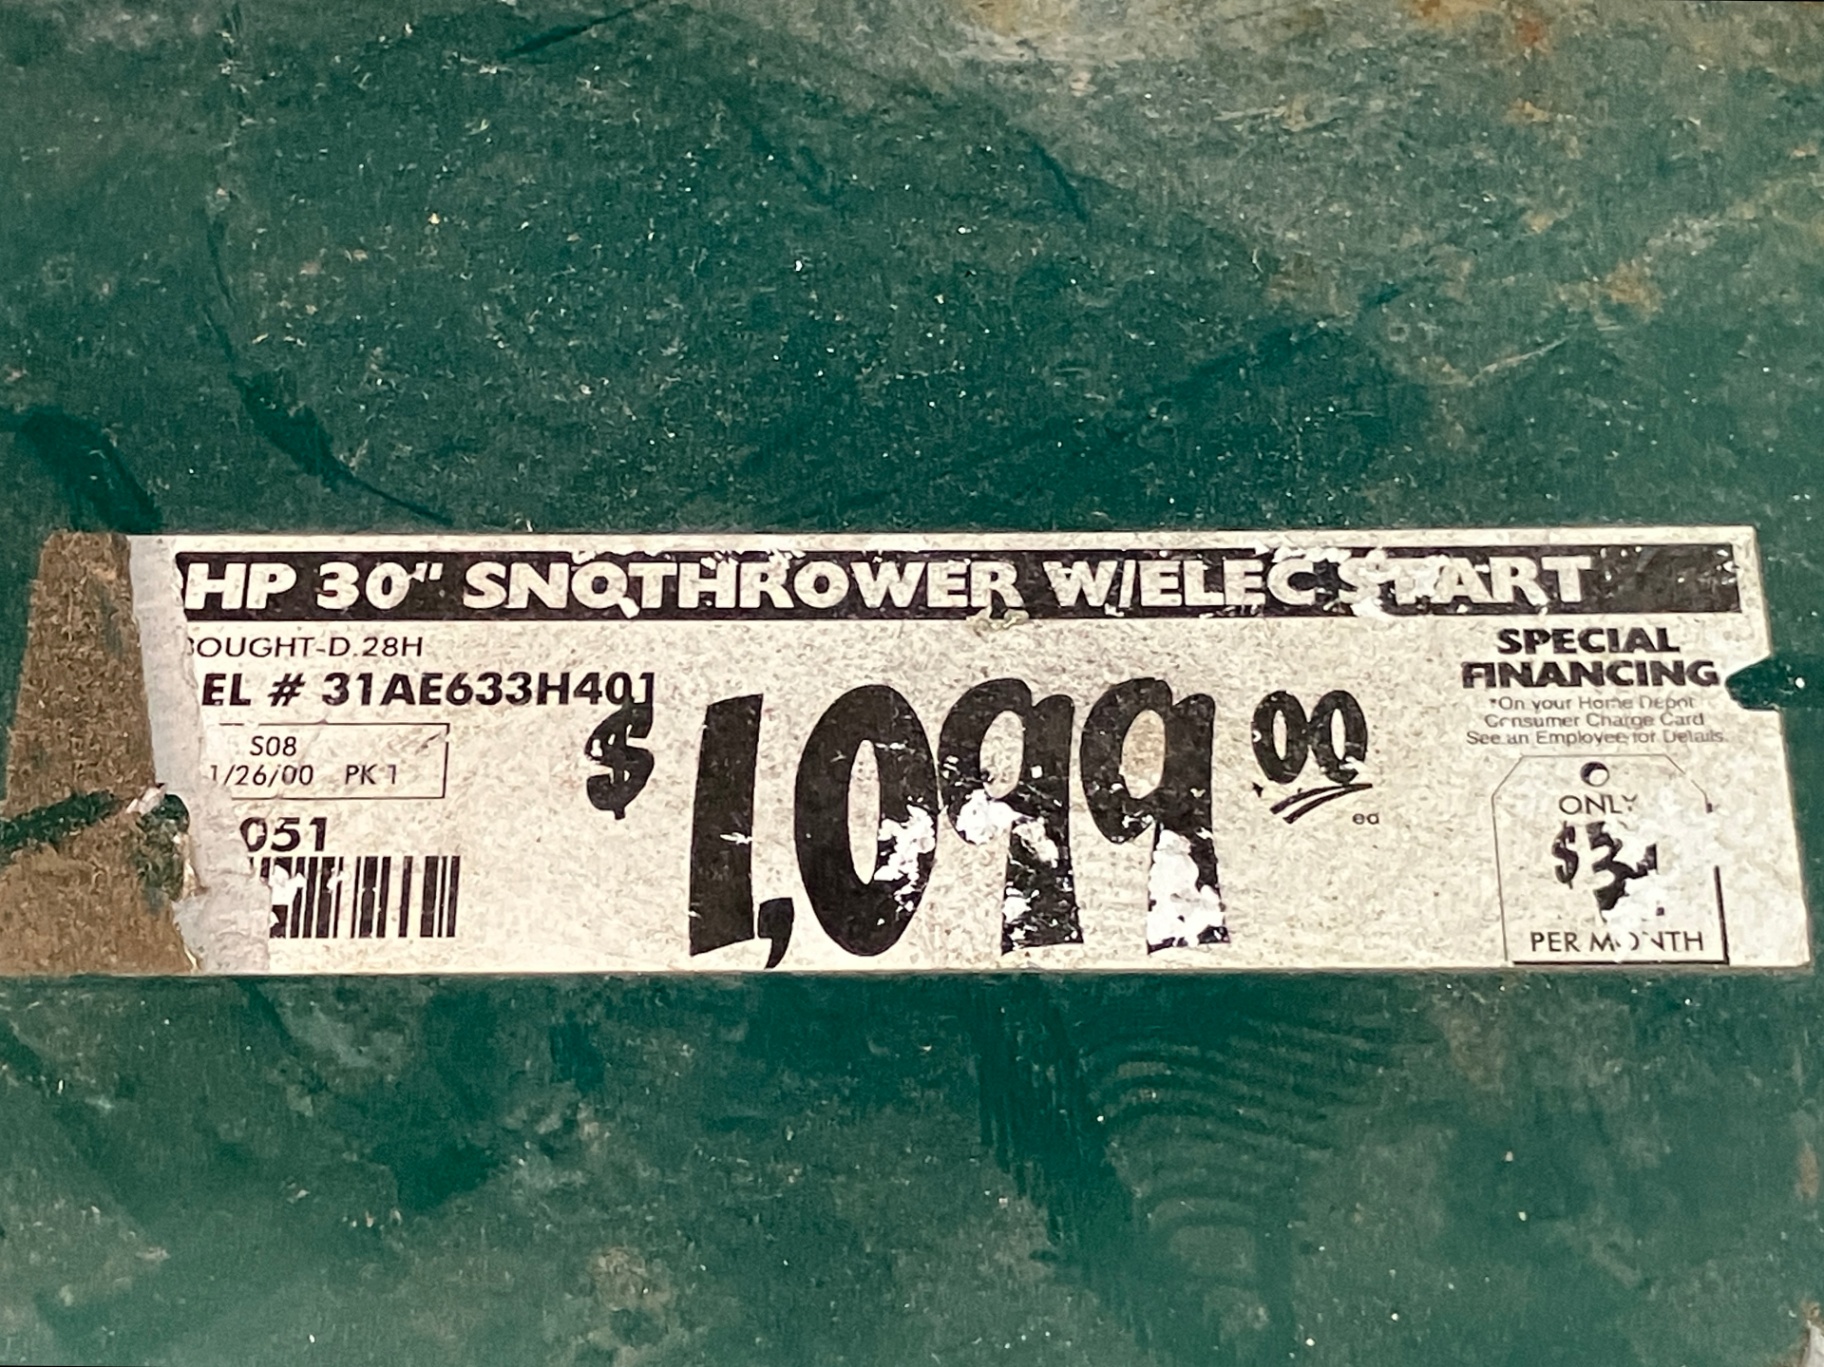 HP 30" SNOTHROWER W/ELEC START
OUGHT-D.28H
EL # 31AE633H401
S08
1/26/00 PK 1
051
$1,099.00
ea
SPECIAL
FINANCING
*On your Home Depot
Consumer Charge Card
See an Employee for Details.
ONLY
PER MONTH